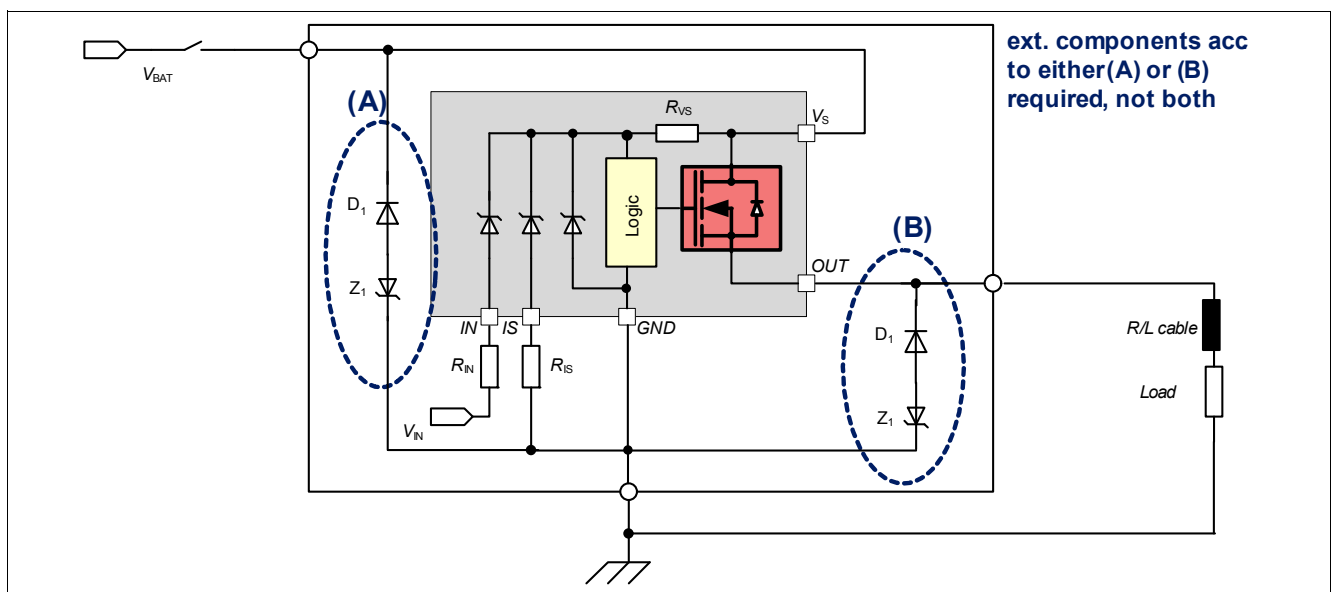 ext. components acc
to either(A) or (B)
required, not both
VBAT
(A)
RVS
VS
D1
Z1
Logic
(B)
OUT
IN
IS
GND
RIN
RIS
VIN
D1
Z1
R/L cable
Load